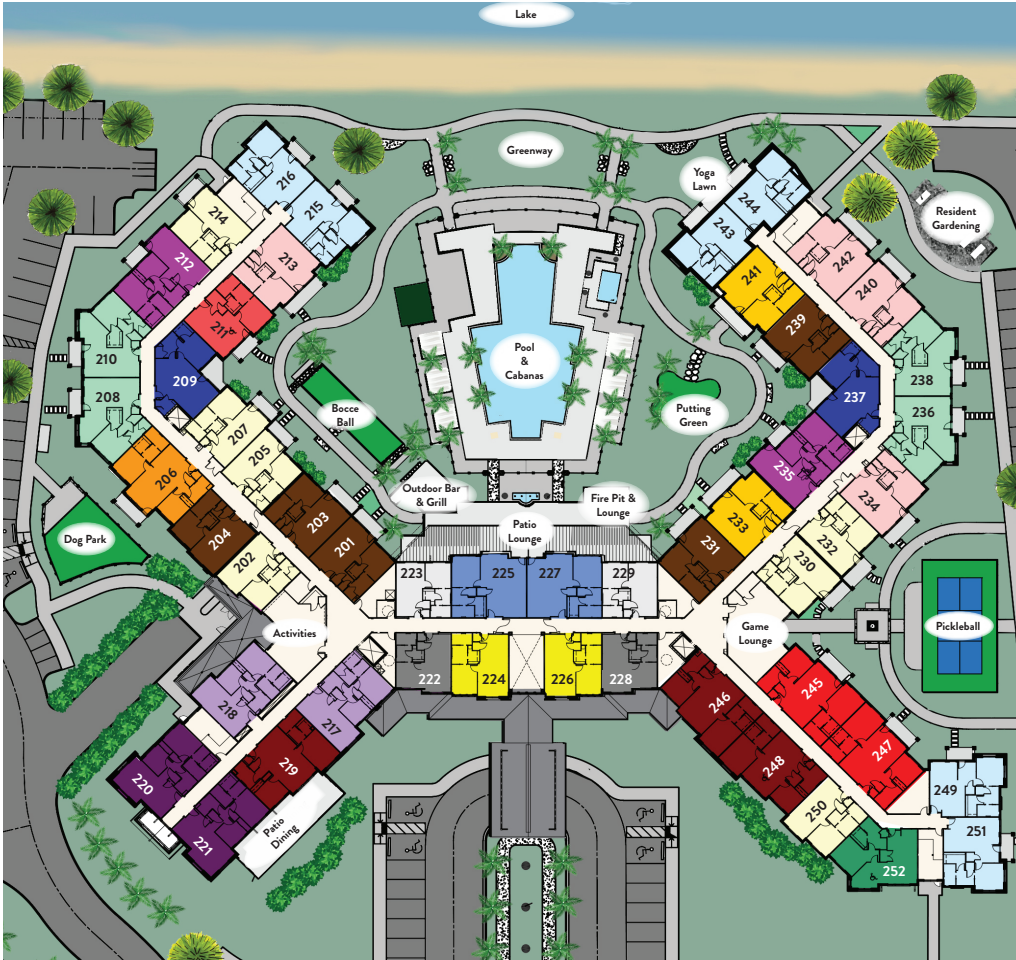 Lake
Greenway
Yoga
Lawn
Resident
Gardening
216
215
214
213
212
211
210
209
208
207
206
205
204
203
202
201
244
243
242
241
240
239
238
237
236
235
234
233
232
231
230
Pool
&
Cabanas
Bocce
Ball
Putting
Green
Outdoor Bar
& Grill
Fire Pit &
Lounge
Patio
Lounge
Dog Park
223
225
227
229
Activities
Game
Lounge
Pickleball
222
224
226
228
218
217
220
219
221
Patio
Dining
246
245
248
247
250
249
251
252